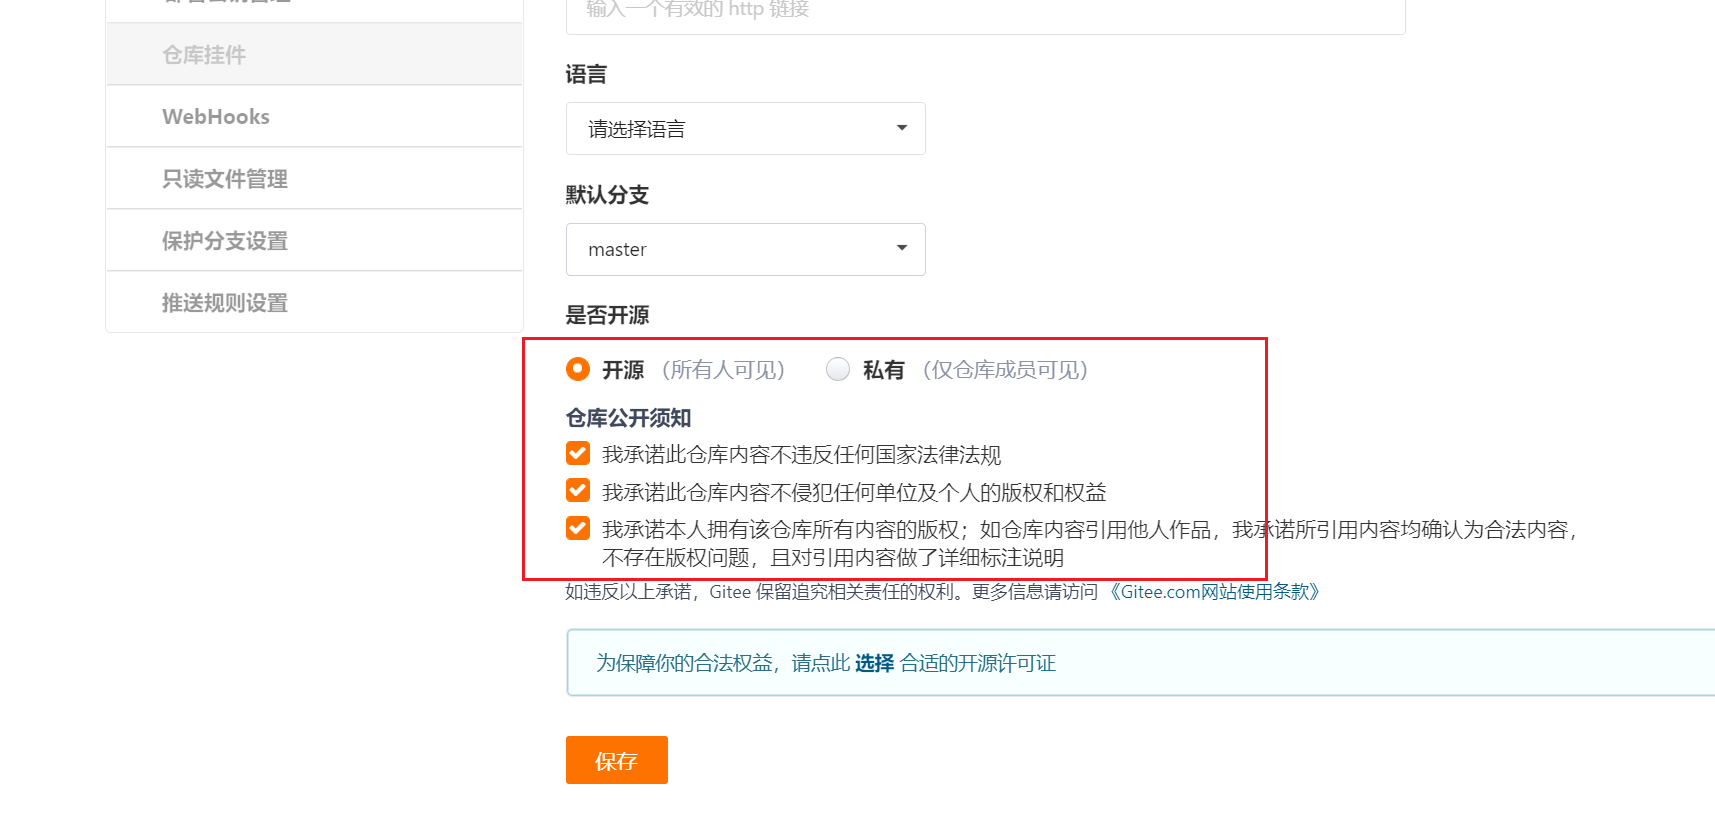 仓库挂件
WebHooks
只读文件管理
保护分支设置
推送规则设置
输入一个有效的 http 链接
语言
请选择语言
默认分支
master
是否开源
开源 （所有人可见） 私有 （仅仓库成员可见）
仓库公开须知
我承诺此仓库内容不违反任何国家法律法规
我承诺此仓库内容不侵犯任何单位及个人的版权和权益
我承诺本人拥有该仓库所有内容的版权；如仓库内容引用他人作品，我承诺所引用内容均确认为合法内容，
不存在版权问题，且对引用内容做了详细标注说明
如违反以上承诺，Gitee 保留追究相关责任的权利。更多信息请访问 《Gitee.com网站使用条款》
为保障你的合法权益，请点此 选择 合适的开源许可证
保存